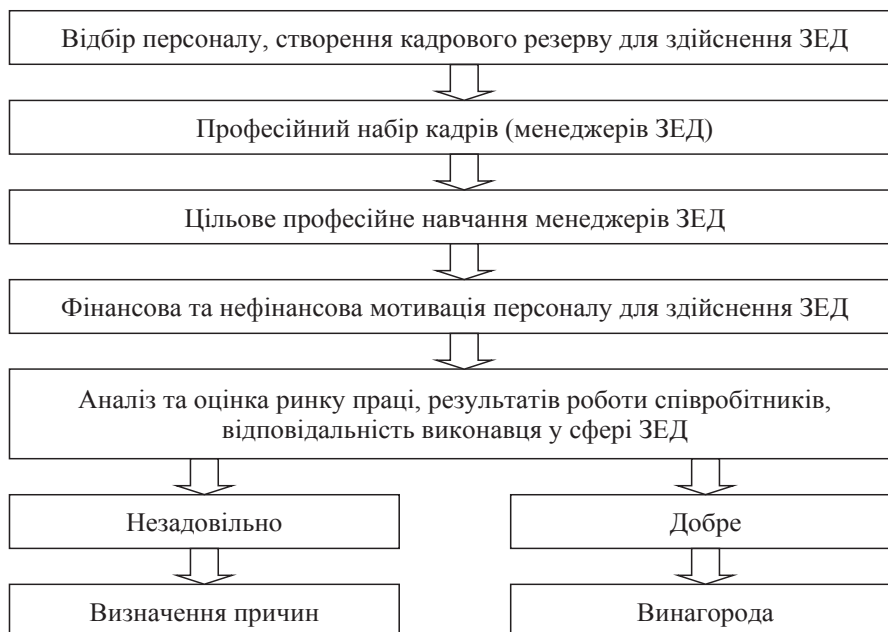 Відбір персоналу, створення кадрового резерву для здійснення ЗЕД
Професійний набір кадрів (менеджерів ЗЕД)
Цільове професійне навчання менеджерів ЗЕД
Фінансова та нефінансова мотивація персоналу для здійснення ЗЕД
Аналіз та оцінка ринку праці, результатів роботи співробітників,
відповідальність виконавця у сфері ЗЕД
Незадовільно
Добре
Визначення причин
Винагорода